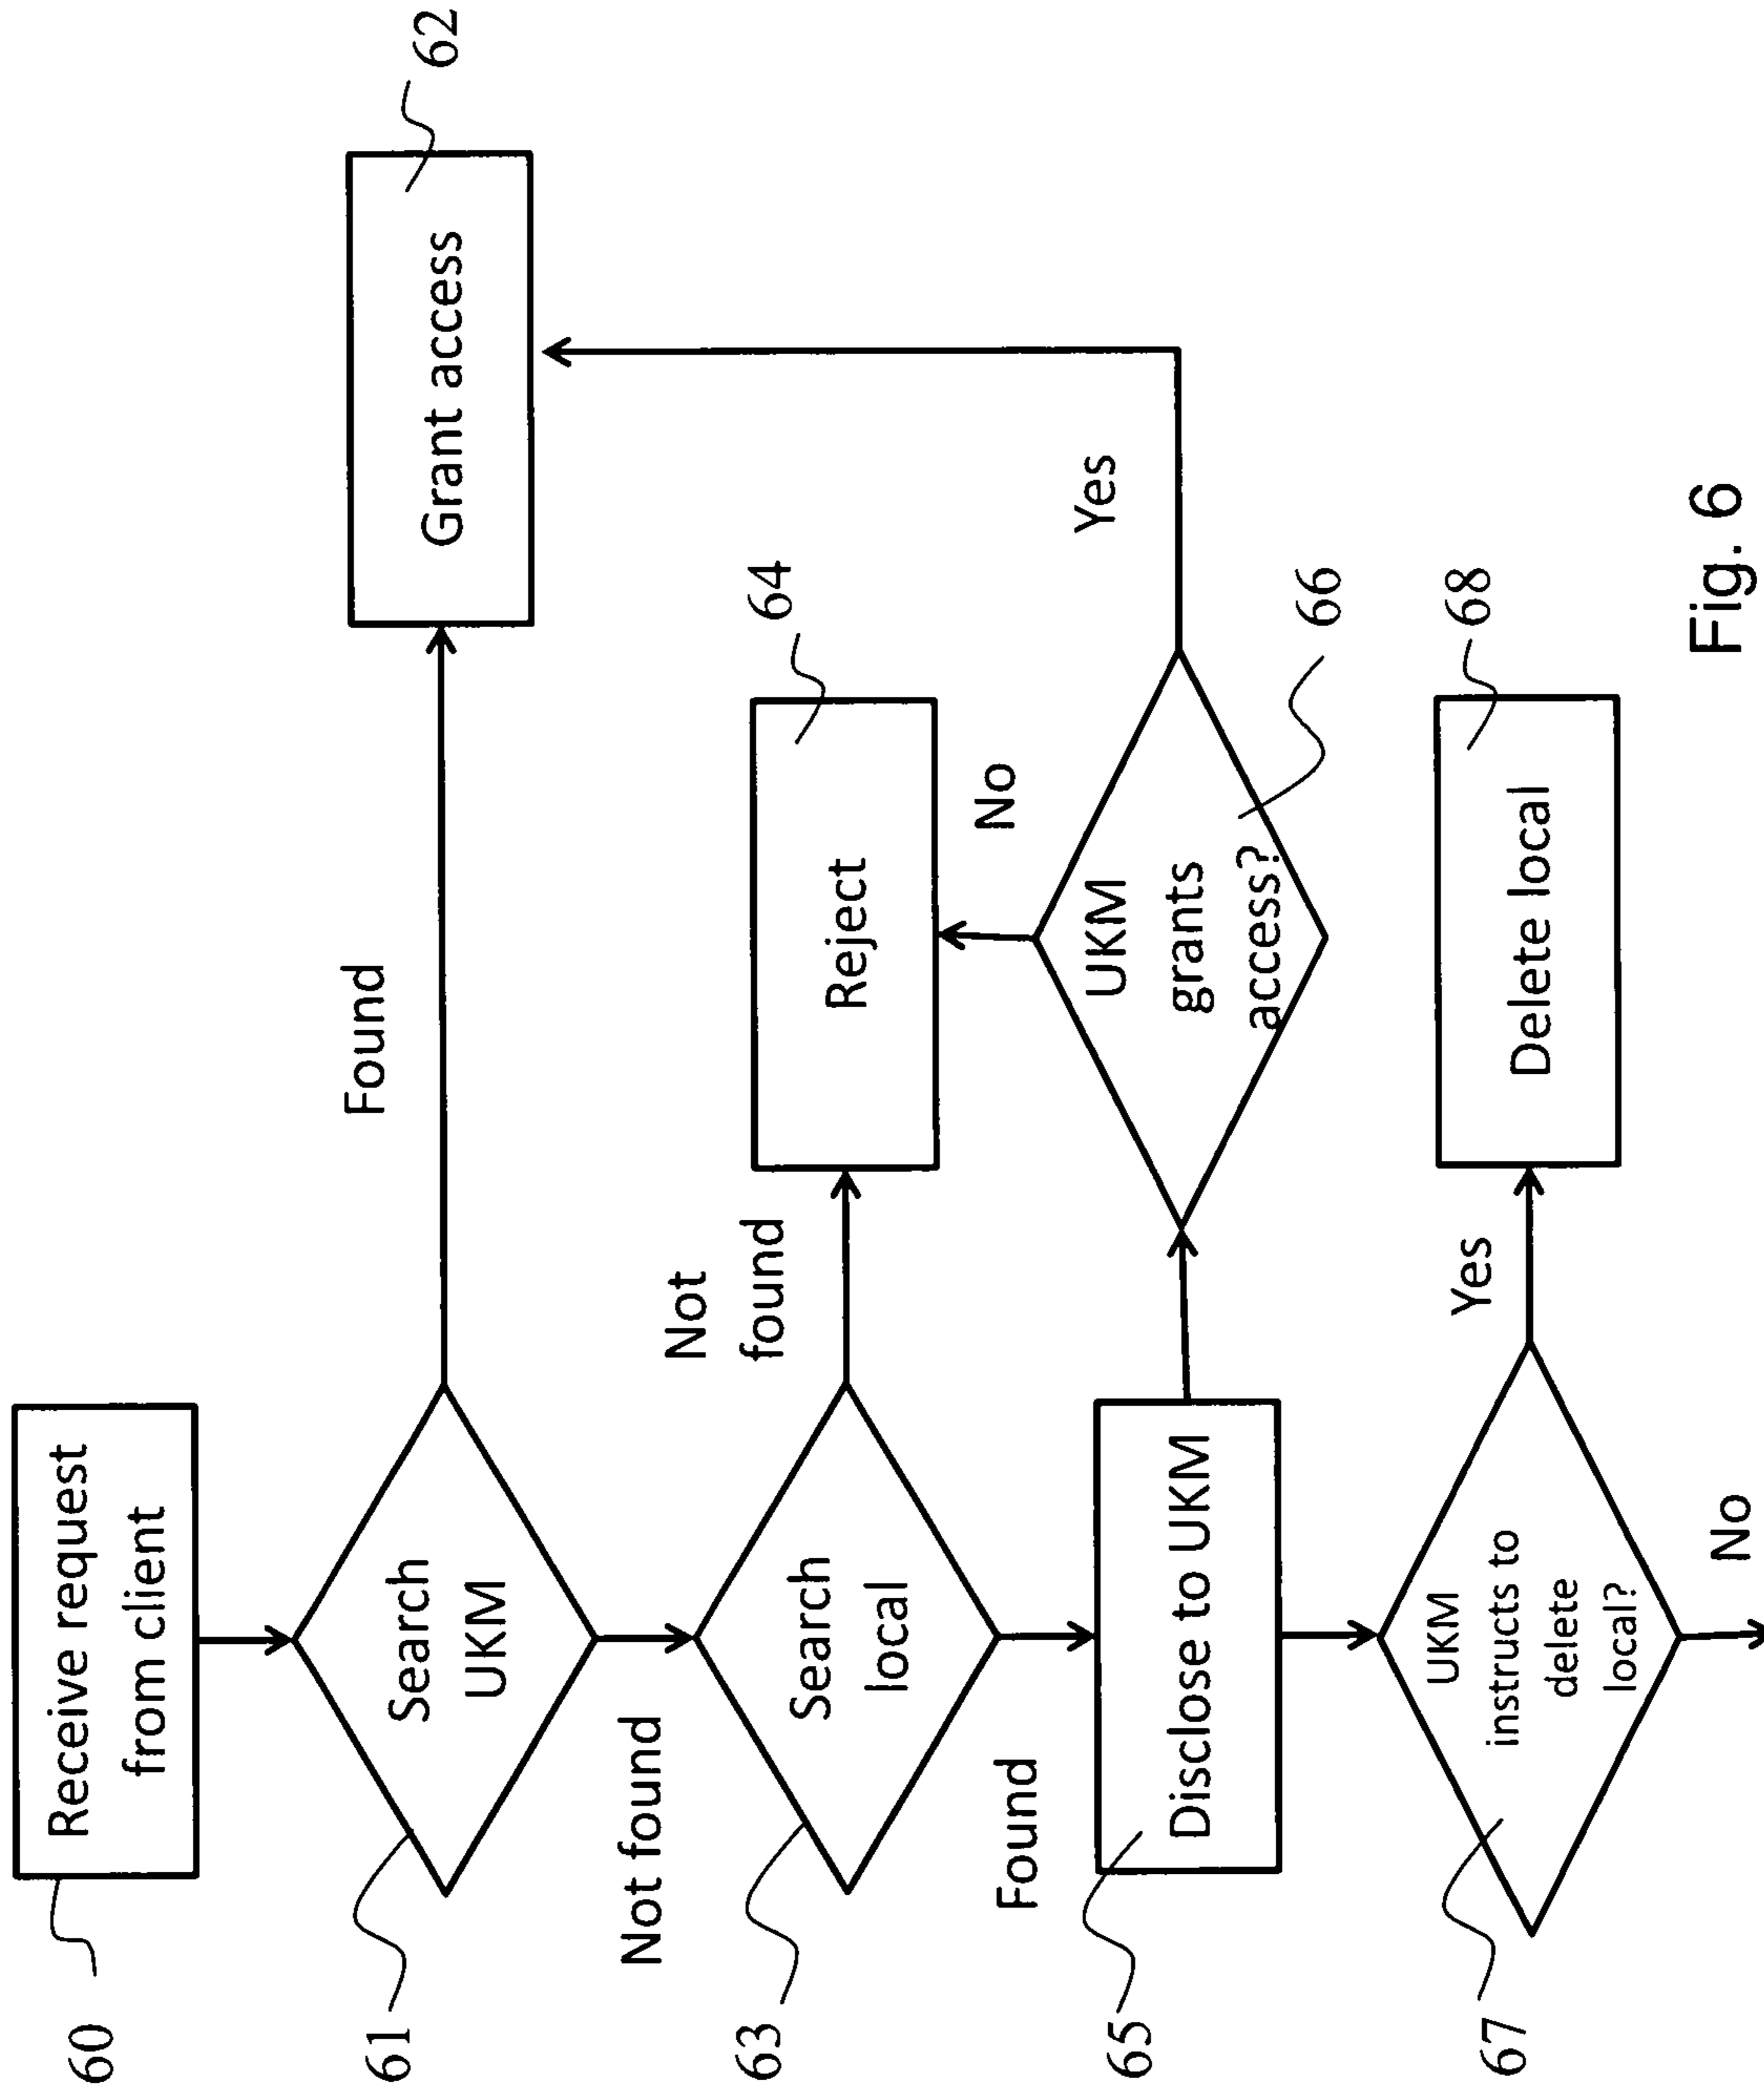 60
Receive request
from client
61
Search
UKM
Found
62
Grant access
Not found
63
Search
local
Not
found
64
Reject
Found
65
Disclose to UKM
No
66
UKM
grants
access?
Yes
67
UKM
instructs to
delete
local?
Yes
68
Delete local
No
Fig. 6